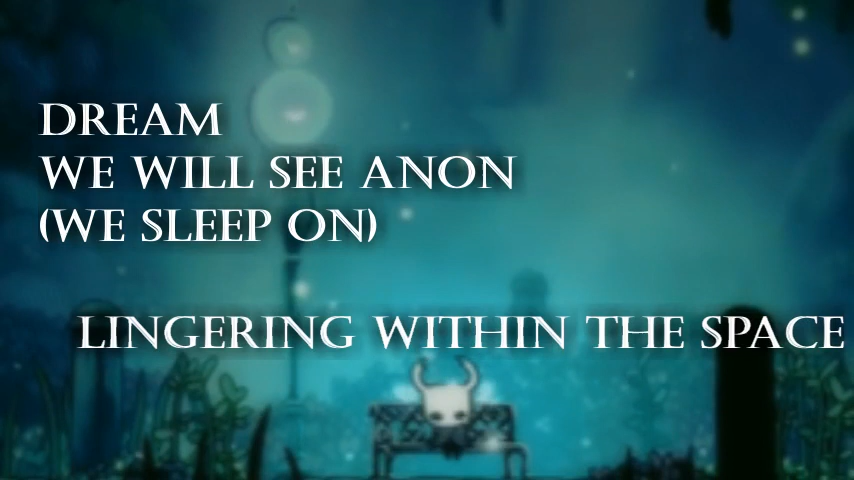 DREAM
WE WILL SEE ANON
(WE SLEEP ON)
LINGERING WITHIN THE SPACE